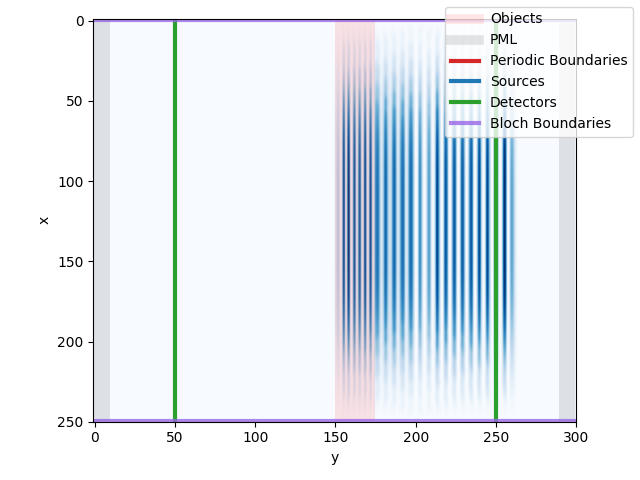 Objects
PML
Periodic Boundaries
Sources
Detectors
Bloch Boundaries
0
50
100
150
200
250
x
0 50 100 150 200 250 300
y